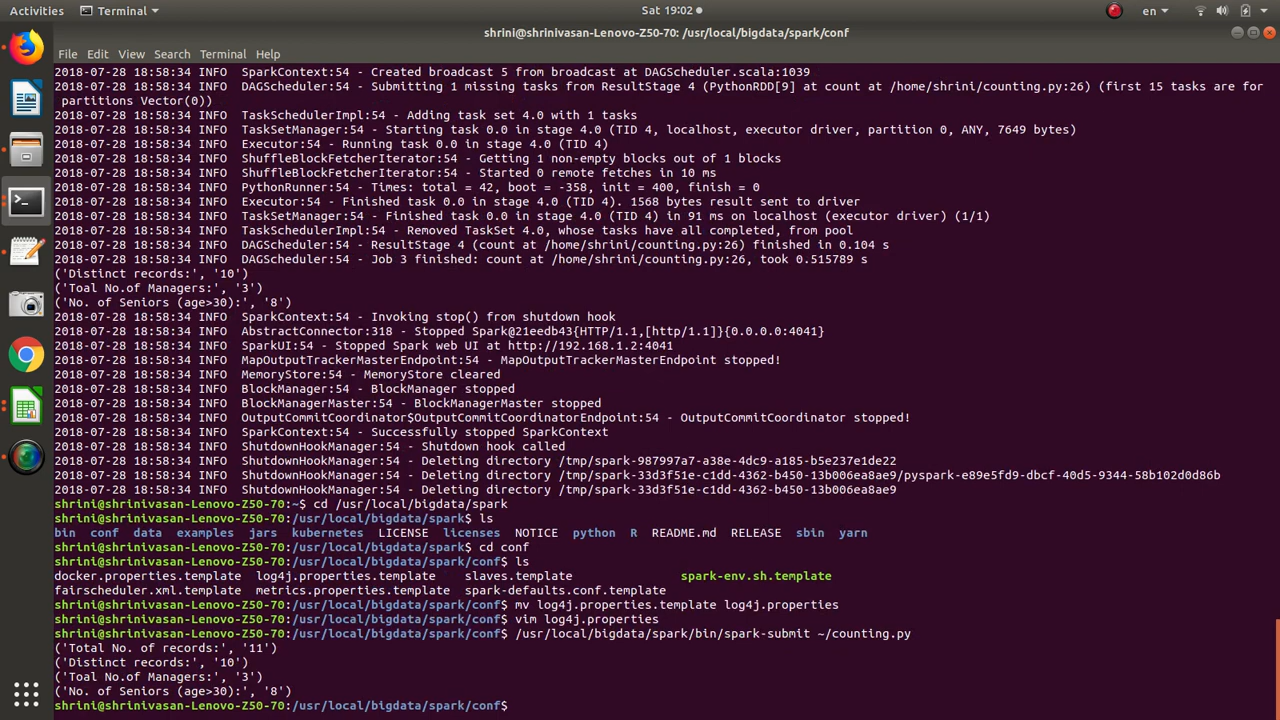 Activities Terminal Sat 19:02 en
shrini@shrinivasan-Lenovo-Z50-70: /usr/local/bigdata/spark/conf
File Edit View Search Terminal Help
2018-07-28 18:58:34 INFO  SparkContext:54 - Created broadcast 5 from broadcast at DAGScheduler.scala:1039
2018-07-28 18:58:34 INFO  DAGScheduler:54 - Submitting 1 missing tasks from ResultStage 4 (PythonRDD[9] at count at /home/shrini/counting.py:26) (first 15 tasks are for
 partitions Vector(0))
2018-07-28 18:58:34 INFO  TaskSchedulerImpl:54 - Adding task set 4.0 with 1 tasks
2018-07-28 18:58:34 INFO  TaskSetManager:54 - Starting task 0.0 in stage 4.0 (TID 4, localhost, executor driver, partition 0, ANY, 7649 bytes)
2018-07-28 18:58:34 INFO  Executor:54 - Running task 0.0 in stage 4.0 (TID 4)
2018-07-28 18:58:34 INFO  ShuffleBlockFetcherIterator:54 - Getting 1 non-empty blocks out of 1 blocks
2018-07-28 18:58:34 INFO  ShuffleBlockFetcherIterator:54 - Started 0 remote fetches in 10 ms
2018-07-28 18:58:34 INFO  PythonRunner:54 - Times: total = 42, boot = -358, init = 400, finish = 0
2018-07-28 18:58:34 INFO  Executor:54 - Finished task 0.0 in stage 4.0 (TID 4). 1568 bytes result sent to driver
2018-07-28 18:58:34 INFO  TaskSetManager:54 - Finished task 0.0 in stage 4.0 (TID 4) in 91 ms on localhost (executor driver) (1/1)
2018-07-28 18:58:34 INFO  TaskSchedulerImpl:54 - Removed TaskSet 4.0, whose tasks have all completed, from pool
2018-07-28 18:58:34 INFO  DAGScheduler:54 - ResultStage 4 (count at /home/shrini/counting.py:26) finished in 0.104 s
2018-07-28 18:58:34 INFO  DAGScheduler:54 - Job 3 finished: count at /home/shrini/counting.py:26, took 0.515789 s
('Distinct records:', '10')
('Toal No.of Managers:', '3')
('No. of Seniors (age>30):', '8')
2018-07-28 18:58:34 INFO  SparkContext:54 - Invoking stop() from shutdown hook
2018-07-28 18:58:34 INFO  AbstractConnector:318 - Stopped Spark@21eedb43{HTTP/1.1,[http/1.1]}{0.0.0.0:4041}
2018-07-28 18:58:34 INFO  SparkUI:54 - Stopped Spark web UI at http://192.168.1.2:4041
2018-07-28 18:58:34 INFO  MapOutputTrackerMasterEndpoint:54 - MapOutputTrackerMasterEndpoint stopped!
2018-07-28 18:58:34 INFO  MemoryStore:54 - MemoryStore cleared
2018-07-28 18:58:34 INFO  BlockManager:54 - BlockManager stopped
2018-07-28 18:58:34 INFO  BlockManagerMaster:54 - BlockManagerMaster stopped
2018-07-28 18:58:34 INFO  OutputCommitCoordinator$OutputCommitCoordinatorEndpoint:54 - OutputCommitCoordinator stopped!
2018-07-28 18:58:34 INFO  SparkContext:54 - Successfully stopped SparkContext
2018-07-28 18:58:34 INFO  ShutdownHookManager:54 - Shutdown hook called
2018-07-28 18:58:34 INFO  ShutdownHookManager:54 - Deleting directory /tmp/spark-987997a7-a38e-4dc9-a185-b5e237e1de22
2018-07-28 18:58:34 INFO  ShutdownHookManager:54 - Deleting directory /tmp/spark-33d3f51e-c1dd-4362-b450-13b006ea8ae9/pyspark-e89e5fd9-dbcf-40d5-9344-58b102d0d86b
2018-07-28 18:58:34 INFO  ShutdownHookManager:54 - Deleting directory /tmp/spark-33d3f51e-c1dd-4362-b450-13b006ea8ae9
shrini@shrinivasan-Lenovo-Z50-70:~$ cd /usr/local/bigdata/spark
shrini@shrinivasan-Lenovo-Z50-70:/usr/local/bigdata/spark$ ls
bin  conf  data  examples  jars  kubernetes  LICENSE  licenses  NOTICE  python  R  README.md  RELEASE  sbin  yarn
shrini@shrinivasan-Lenovo-Z50-70:/usr/local/bigdata/spark$ cd conf
shrini@shrinivasan-Lenovo-Z50-70:/usr/local/bigdata/spark/conf$ ls
docker.properties.template  log4j.properties.template    slaves.template               spark-env.sh.template
fairscheduler.xml.template  metrics.properties.template  spark-defaults.conf.template
shrini@shrinivasan-Lenovo-Z50-70:/usr/local/bigdata/spark/conf$ mv log4j.properties.template log4j.properties
shrini@shrinivasan-Lenovo-Z50-70:/usr/local/bigdata/spark/conf$ vim log4j.properties
shrini@shrinivasan-Lenovo-Z50-70:/usr/local/bigdata/spark/conf$ /usr/local/bigdata/spark/bin/spark-submit ~/counting.py
('Total No. of records:', '11')
('Distinct records:', '10')
('Toal No.of Managers:', '3')
('No. of Seniors (age>30):', '8')
shrini@shrinivasan-Lenovo-Z50-70:/usr/local/bigdata/spark/conf$